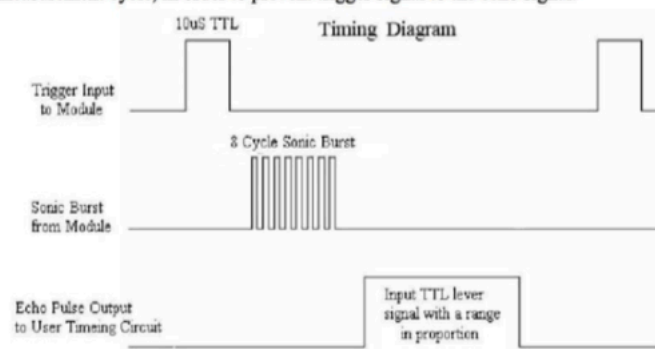 10uS TTL
Timing Diagram
Trigger Input
to Module
8 Cycle Sonic Burst
Sonic Burst
from Module
Echo Pulse Output
to User Timeing Circuit
Input TTL lever
signal with a range
in proportion